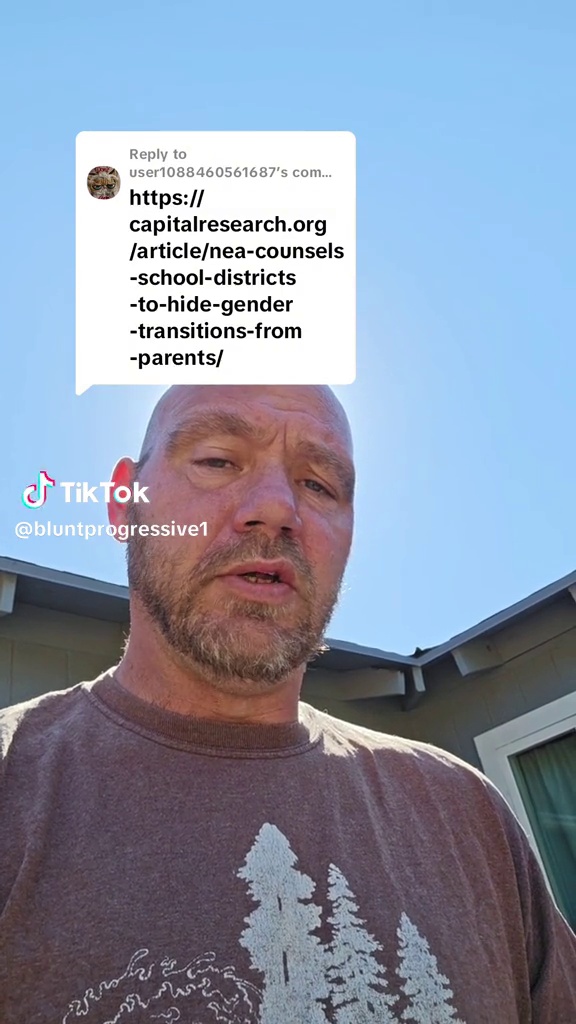 Reply to
user1088460561687's com...
https://
capitalresearch.org
/article/nea-counsels
-school-districts
-to-hide-gender
-transitions-from
-parents/
TikTok
@bluntprogressive1